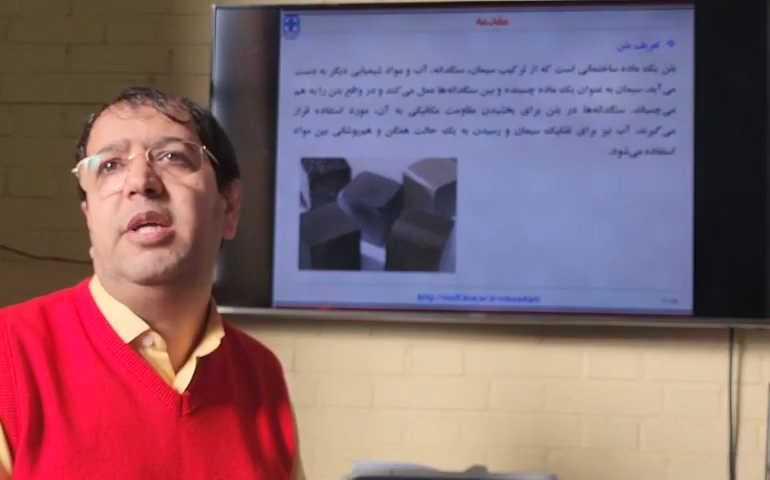 مقدمه
تعریف بتن
بتن یک ماده ساختمانی است که از ترکیب سیمان، سنگدانه، آب و مواد شیمیایی دیگر به دست
می‌آید. سیمان به عنوان یک ماده چسبنده و بین سنگدانه‌ها عمل می‌کند و در واقع بتن را به هم
می‌چسباند. سنگدانه‌ها در بتن برای بخشیدن مقاومت مکانیکی به آن، مورد استفاده قرار
می‌گیرند. آب نیز برای تفکیک سیمان و رسیدن به یک حالت همگن و هم‌پوشانی بین مواد
استفاده می‌شود.